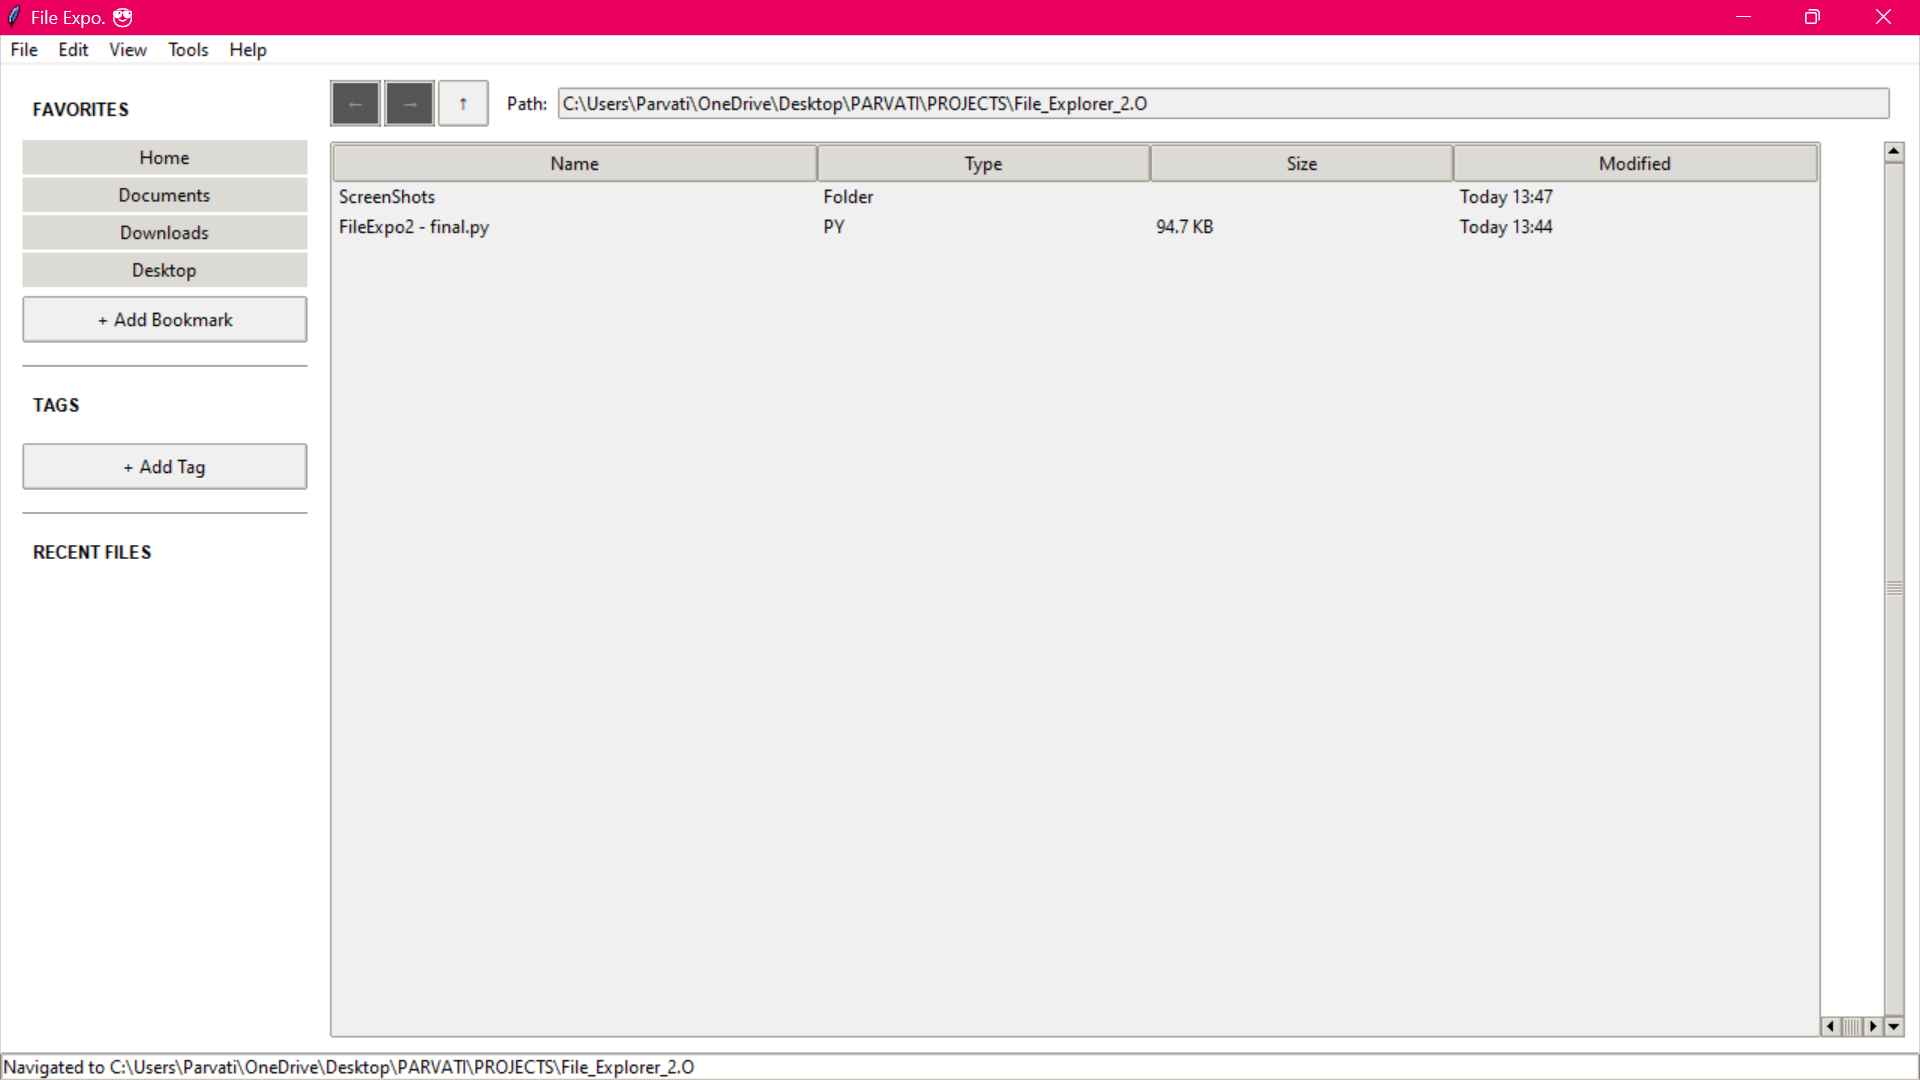 File Expo. 😎
File Edit View Tools Help
FAVORITES
Home
Documents
Downloads
Desktop
+ Add Bookmark
TAGS
+ Add Tag
RECENT FILES
← → ↑ Path: C:\Users\Parvati\OneDrive\Desktop\PARVATI\PROJECTS\File_Explorer_2.O
Name Type Size Modified
ScreenShots Folder Today 13:47
FileExpo2 - final.py PY 94.7 KB Today 13:44
Navigated to C:\Users\Parvati\OneDrive\Desktop\PARVATI\PROJECTS\File_Explorer_2.O